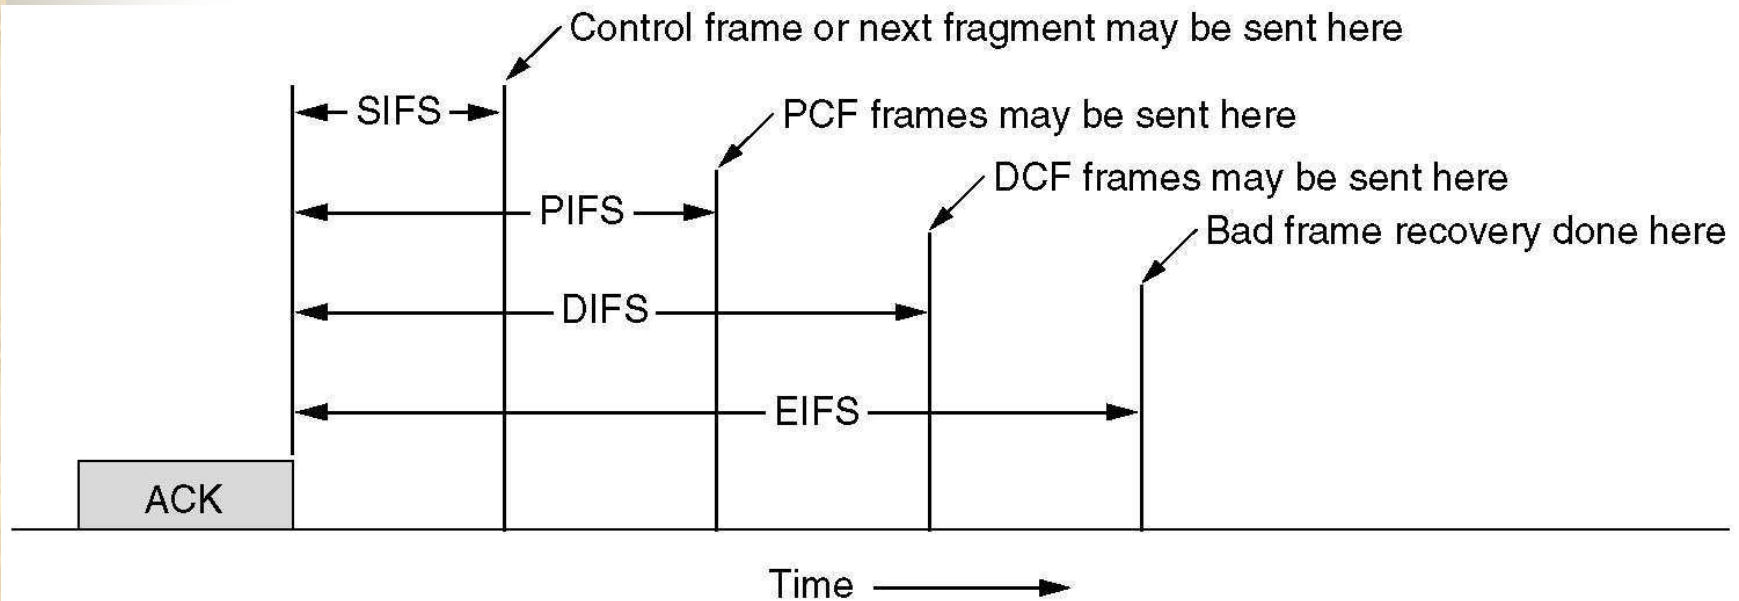 Control frame or next fragment may be sent here
SIFS
PCF frames may be sent here
DCF frames may be sent here
PIFS
Bad frame recovery done here
DIFS
EIFS
ACK
Time